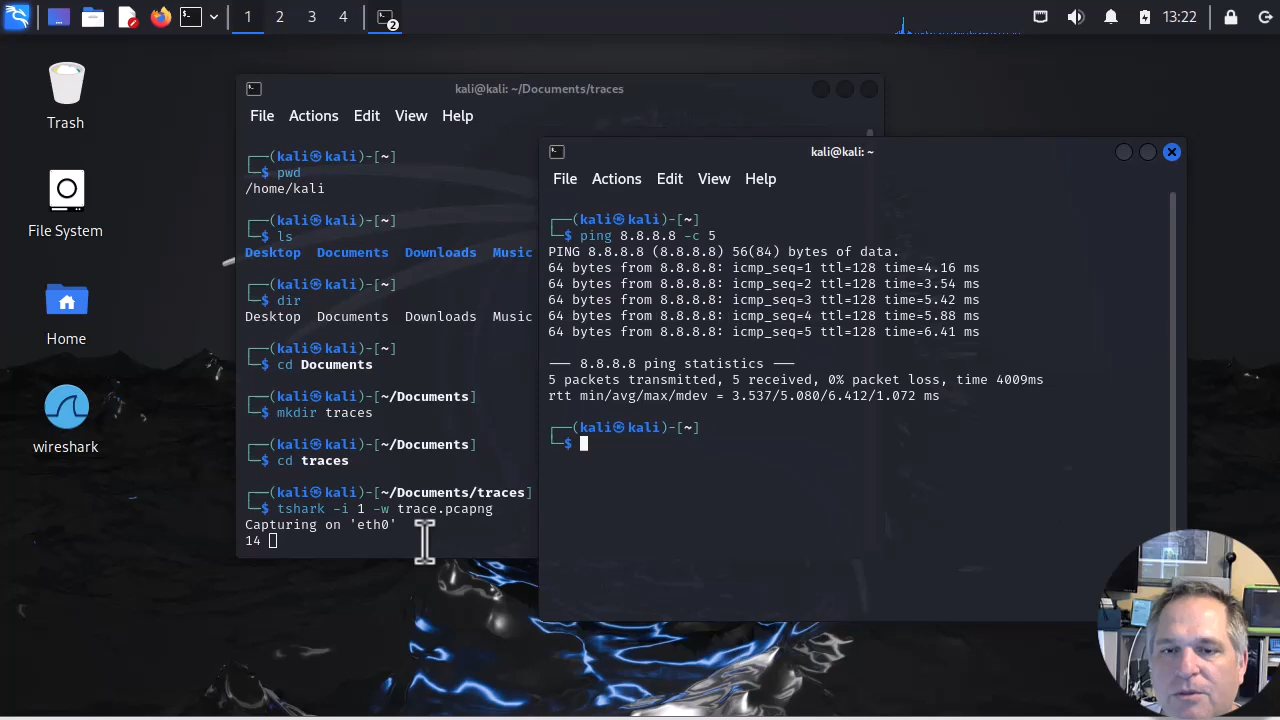 1 2 3 4 2 13:22
Trash
File System
Home
wireshark
kali@kali: ~/Documents/traces
File Actions Edit View Help
┌──(kali㉿kali)-[~]
└─$ pwd
/home/kali
┌──(kali㉿kali)-[~]
└─$ ls
Desktop Documents Downloads Music
┌──(kali㉿kali)-[~]
└─$ dir
Desktop Documents Downloads Music
┌──(kali㉿kali)-[~]
└─$ cd Documents
┌──(kali㉿kali)-[~/Documents]
└─$ mkdir traces
┌──(kali㉿kali)-[~/Documents]
└─$ cd traces
┌──(kali㉿kali)-[~/Documents/traces]
└─$ tshark -i 1 -w trace.pcapng
Capturing on 'eth0'
14
kali@kali: ~
File Actions Edit View Help
┌──(kali㉿kali)-[~]
└─$ ping 8.8.8.8 -c 5
PING 8.8.8.8 (8.8.8.8) 56(84) bytes of data.
64 bytes from 8.8.8.8: icmp_seq=1 ttl=128 time=4.16 ms
64 bytes from 8.8.8.8: icmp_seq=2 ttl=128 time=3.54 ms
64 bytes from 8.8.8.8: icmp_seq=3 ttl=128 time=5.42 ms
64 bytes from 8.8.8.8: icmp_seq=4 ttl=128 time=5.88 ms
64 bytes from 8.8.8.8: icmp_seq=5 ttl=128 time=6.41 ms
─── 8.8.8.8 ping statistics ───
5 packets transmitted, 5 received, 0% packet loss, time 4009ms
rtt min/avg/max/mdev = 3.537/5.080/6.412/1.072 ms
┌──(kali㉿kali)-[~]
└─$